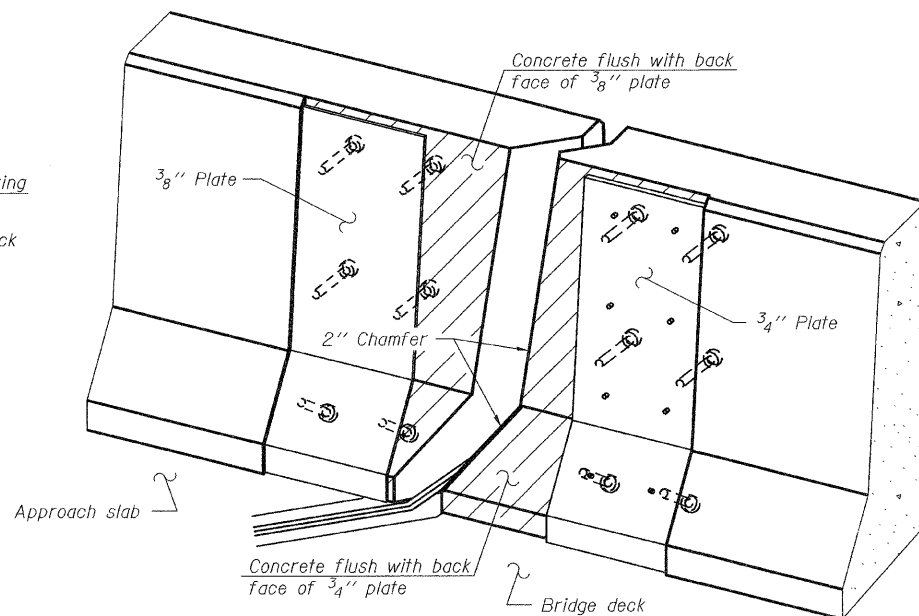 Concrete flush with back
face of 3/8" plate
3/8" Plate
2" Chamfer
3/4" Plate
Approach slab
Concrete flush with back
face of 3/4" plate
Bridge deck